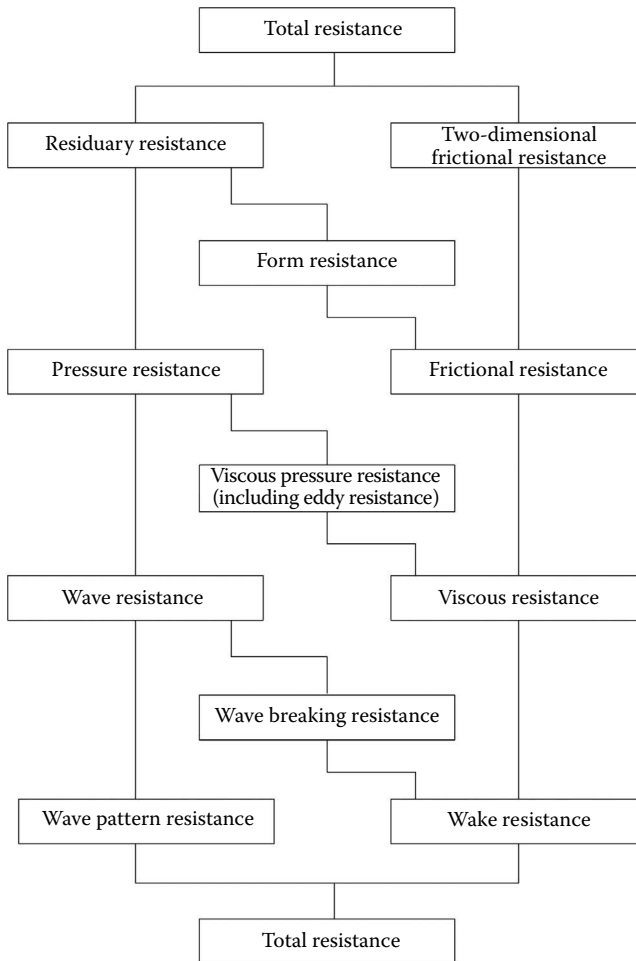 Total resistance
Residuary resistance
Two-dimensional
frictional resistance
Form resistance
Pressure resistance
Frictional resistance
Viscous pressure resistance
(including eddy resistance)
Wave resistance
Viscous resistance
Wave breaking resistance
Wave pattern resistance
Wake resistance
Total resistance